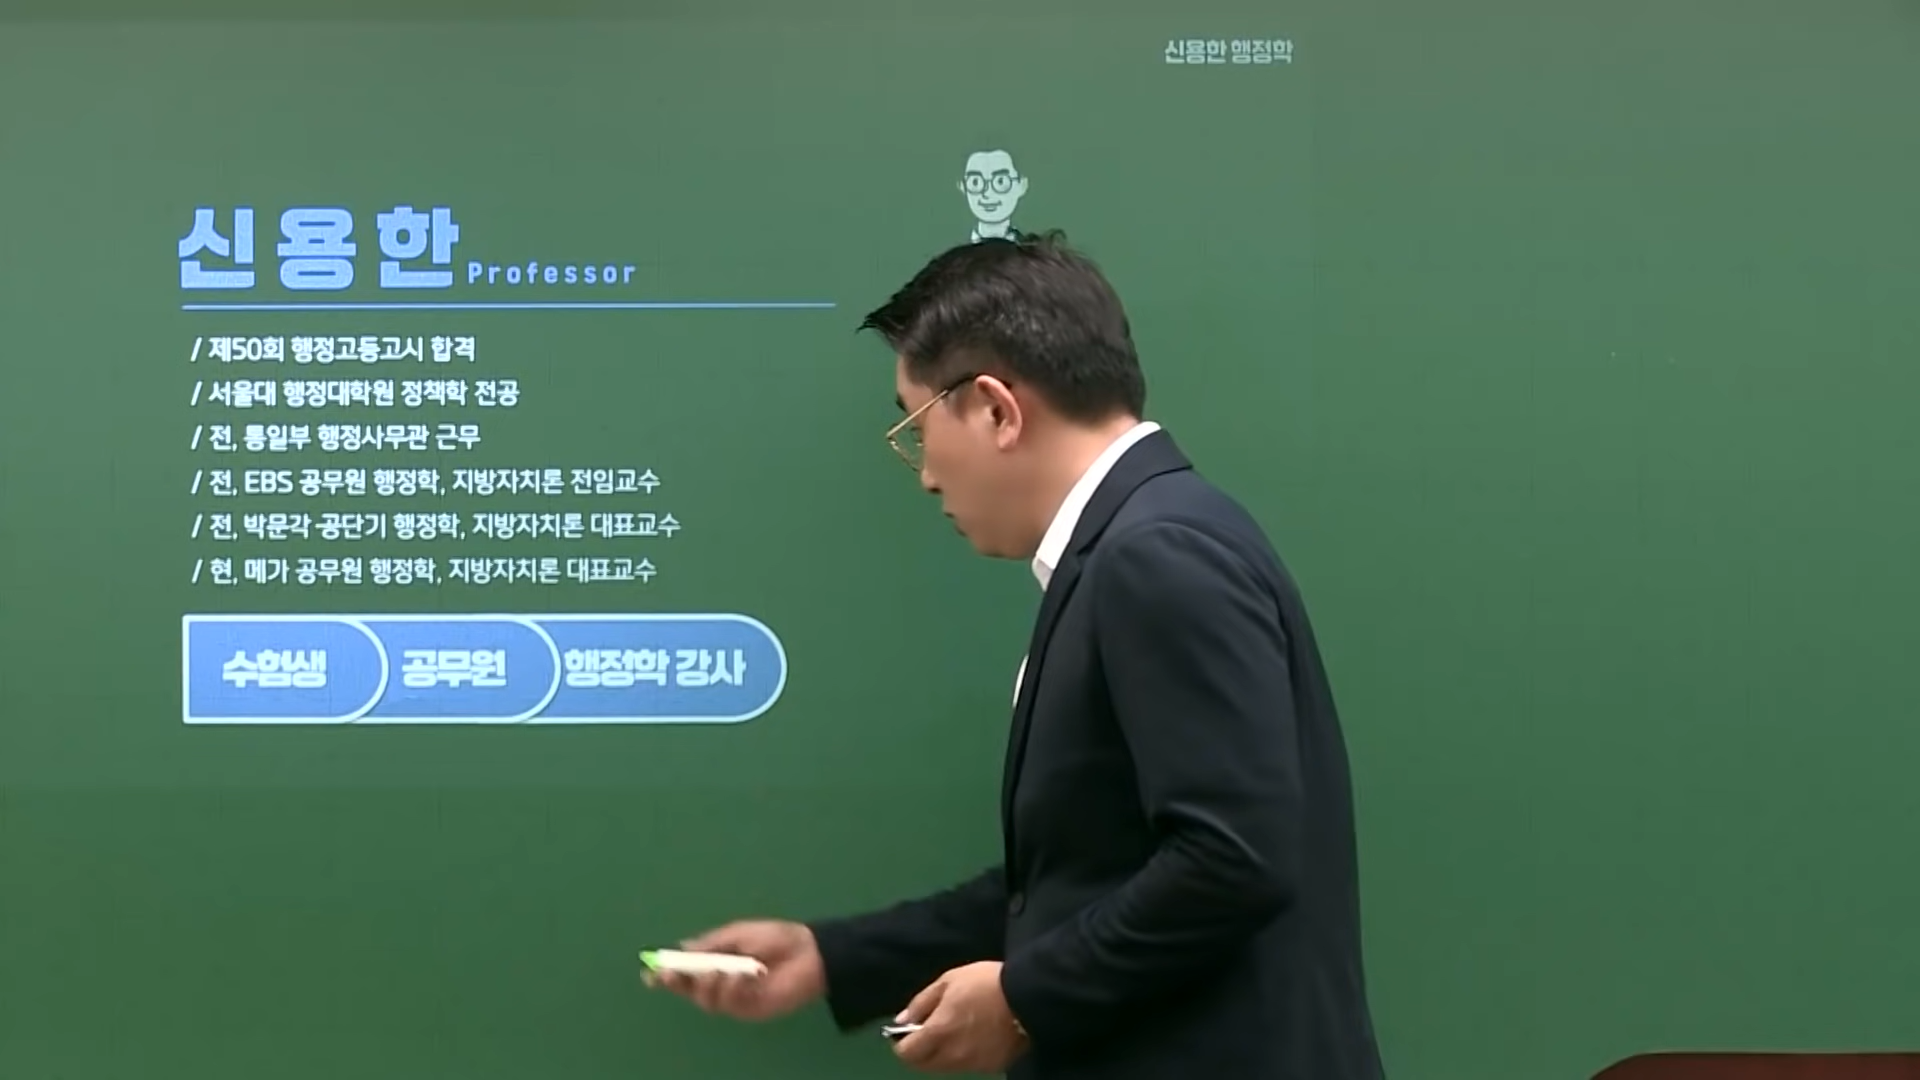 신용한 행정학
신용한 Professor
/ 제50회 행정고등고시 합격
/ 서울대 행정대학원 정책학 전공
/ 전, 통일부 행정사무관 근무
/ 전, EBS 공무원 행정학, 지방자치론 전임교수
/ 전, 박문각 공단기 행정학, 지방자치론 대표교수
/ 현, 메가 공무원 행정학, 지방자치론 대표교수
수험생 공무원 행정학 강사